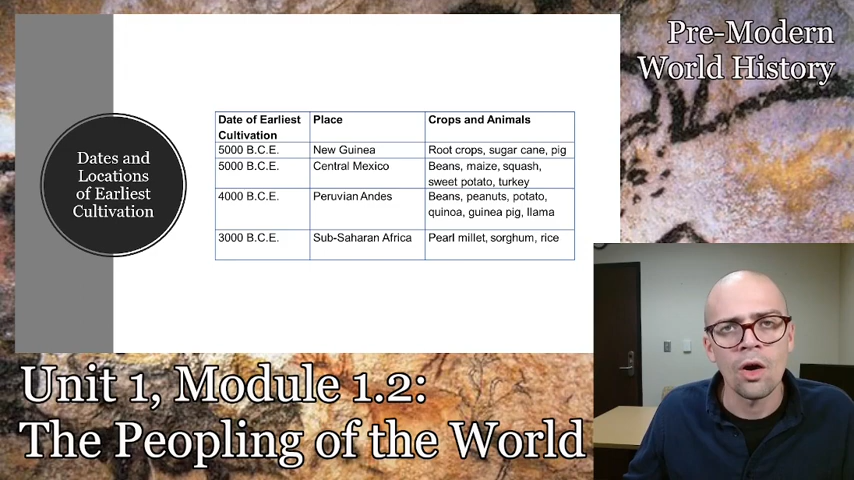 Pre-Modern
World History
Dates and
Locations
of Earliest
Cultivation
Date of Earliest Cultivation Place Crops and Animals
5000 B.C.E. New Guinea Root crops, sugar cane, pig
5000 B.C.E. Central Mexico Beans, maize, squash,
sweet potato, turkey
4000 B.C.E. Peruvian Andes Beans, peanuts, potato,
quinoa, guinea pig, llama
3000 B.C.E. Sub-Saharan Africa Pearl millet, sorghum, rice
Unit 1, Module 1.2:
The Peopling of the World